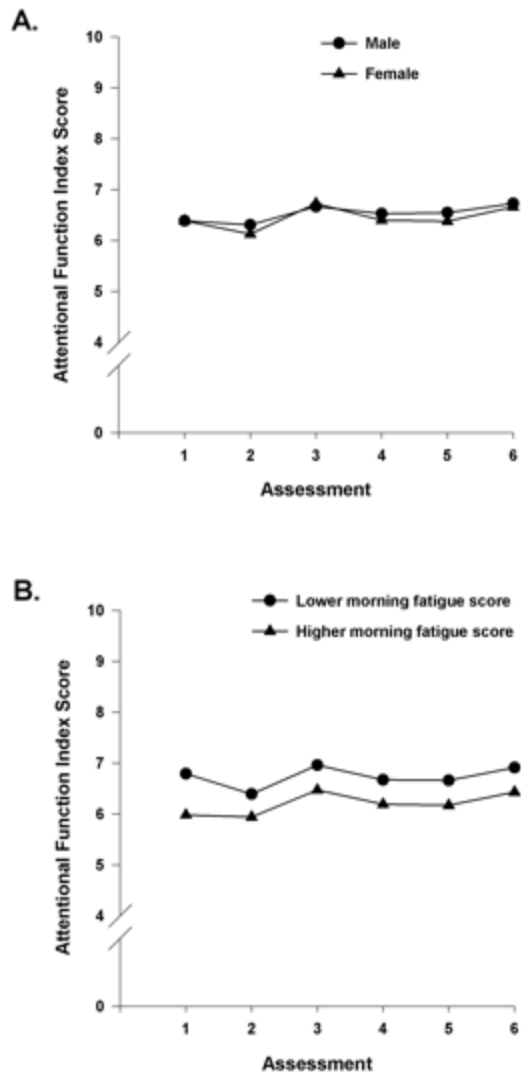 A.
10
Male
9
Female
8
7
6
5
4
0
Attentional Function Index Score
1 2 3 4 5 6
Assessment
B.
10
Lower morning fatigue score
Higher morning fatigue score
9
8
7
6
5
4
0
Attentional Function Index Score
1 2 3 4 5 6
Assessment